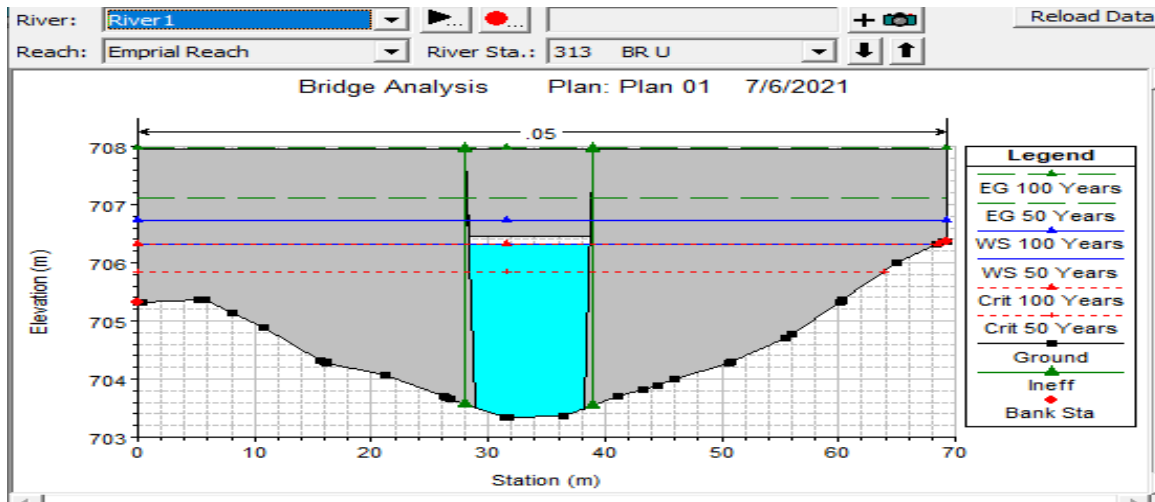 River: River 1 Reload Data
Reach: Emprial Reach River Sta.: 313 BR U
Bridge Analysis Plan: Plan 01 7/6/2021
.05
708
707
706
705
704
703
Elevation (m)
0 10 20 30 40 50 60 70
Station (m)
Legend
EG 100 Years
EG 50 Years
WS 100 Years
WS 50 Years
Crit 100 Years
Crit 50 Years
Ground
Ineff
Bank Sta